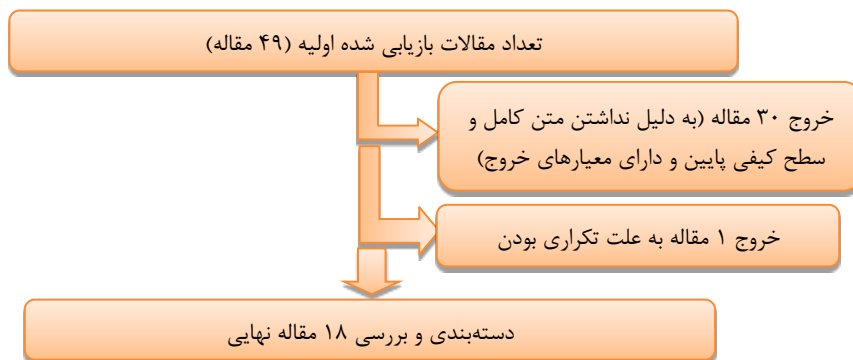 تعداد مقالات بازیابی شده اولیه (۴۹ مقاله)
خروج ۳۰ مقاله (به دلیل نداشتن متن کامل و
سطح کیفی پایین و دارای معیارهای خروج)
خروج ۱ مقاله به علت تکراری بودن
دسته‌بندی و بررسی ۱۸ مقاله نهایی